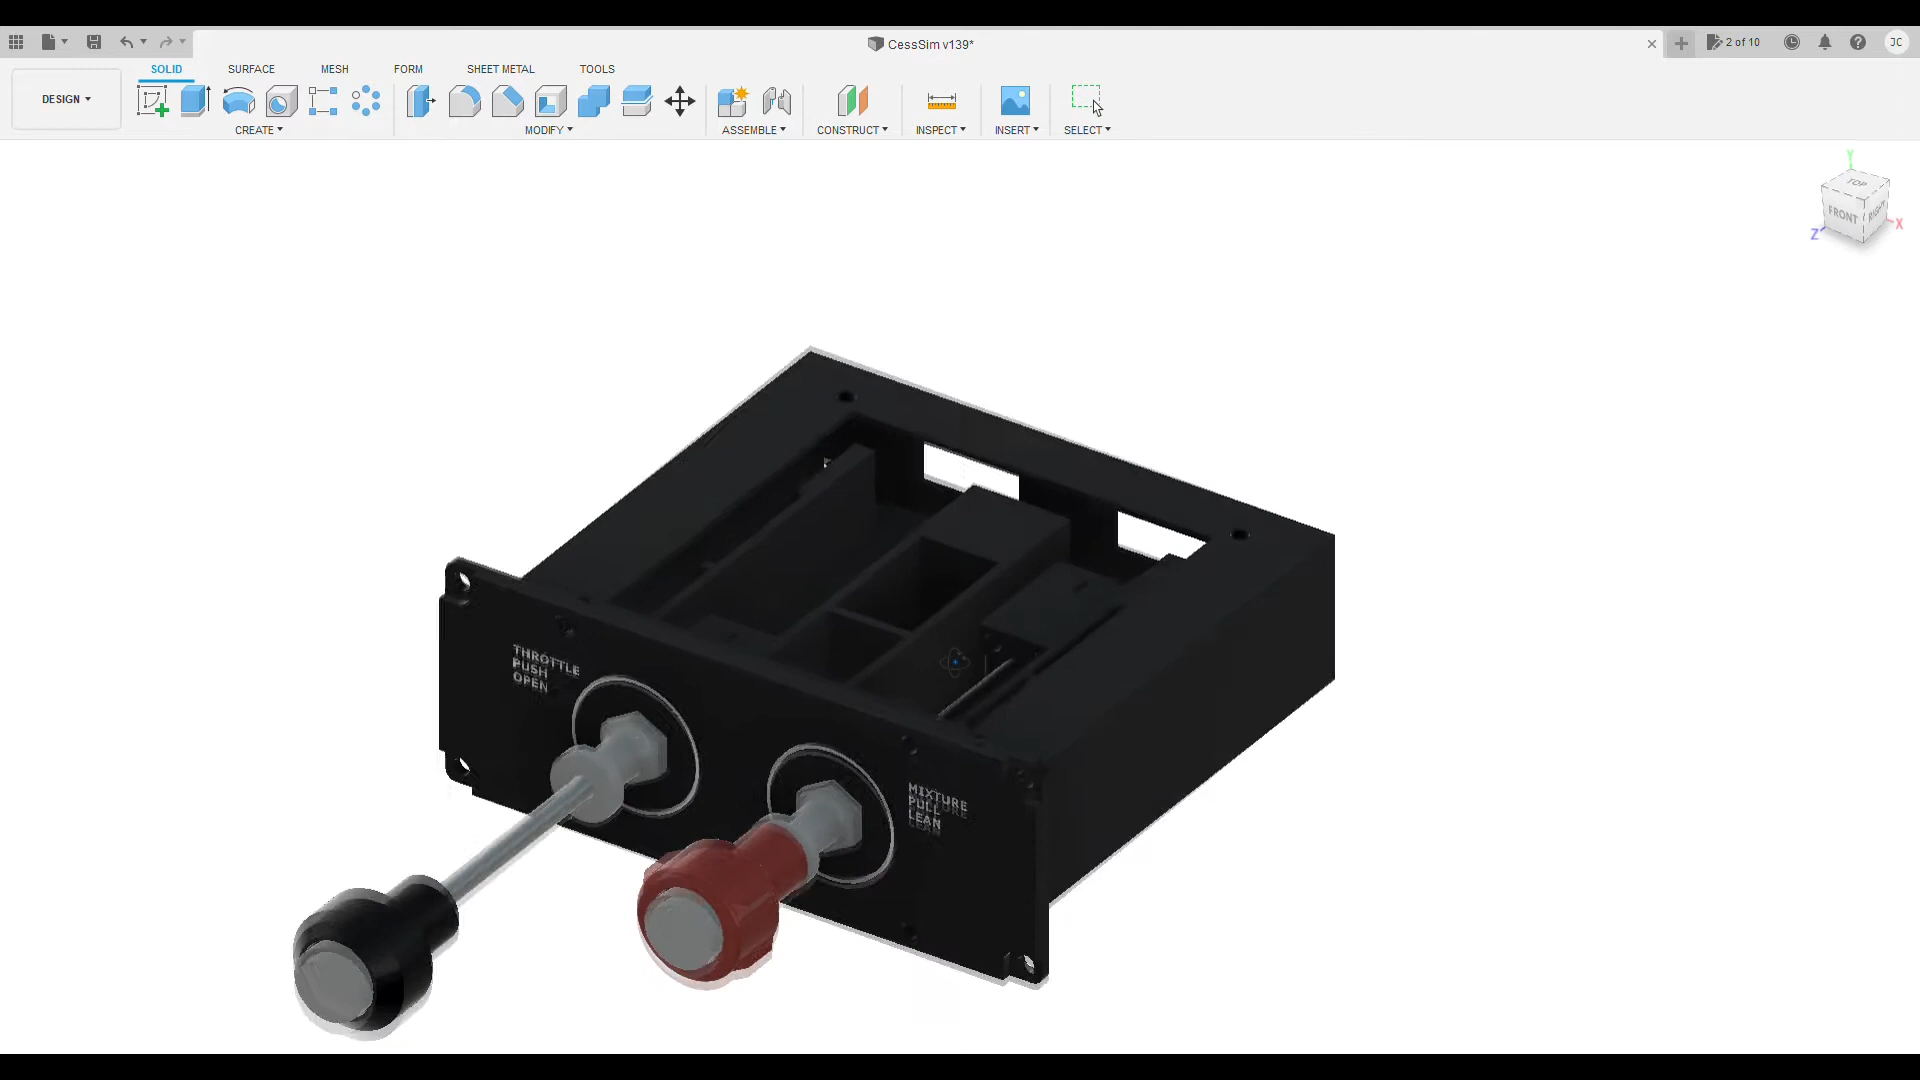 CessSim v139*
2 of 10
JC
DESIGN
SOLID
SURFACE
MESH
FORM
SHEET METAL
TOOLS
CREATE
MODIFY
ASSEMBLE
CONSTRUCT
INSPECT
INSERT
SELECT
Y
TOP
FRONT
RIGHT
X
Z
THROTTLE
PUSH
OPEN
MIXTURE
PULL
LEAN